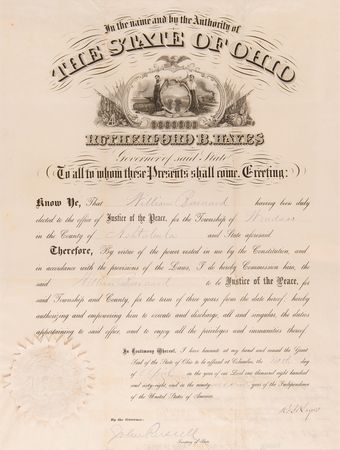 In the name and by the Authority of
THE STATE OF OHIO
RUTHERFORD B. HAYES
Governor of said State
To all to whom these Presents shall come, Greeting:
Know Ye, That William Barnard having been duly
elected to the office of Justice of the Peace, for the Township of Windsor
in the County of Ashtabula and State aforesaid.
Therefore, By virtue of the power vested in me by the Constitution, and
in accordance with the provisions of the Laws, I do hereby Commission him, the
said William Barnard to be Justice of the Peace, for
said Township and County, for the term of three years from the date hereof; hereby
authorizing and empowering him to execute and discharge, all and singular, the duties
appertaining to said office, and to enjoy all the privileges and immunities thereof.
In Testimony Whereof, I have hereunto set my hand and caused the Great
Seal of the State of Ohio to be affixed at Columbus, the day
of in the year of our Lord one thousand eight hundred
and sixty-eight, and in the ninety year of the Independence
of the United States of America.
R B Hayes
By the Governor:
John Russell
Secretary of State